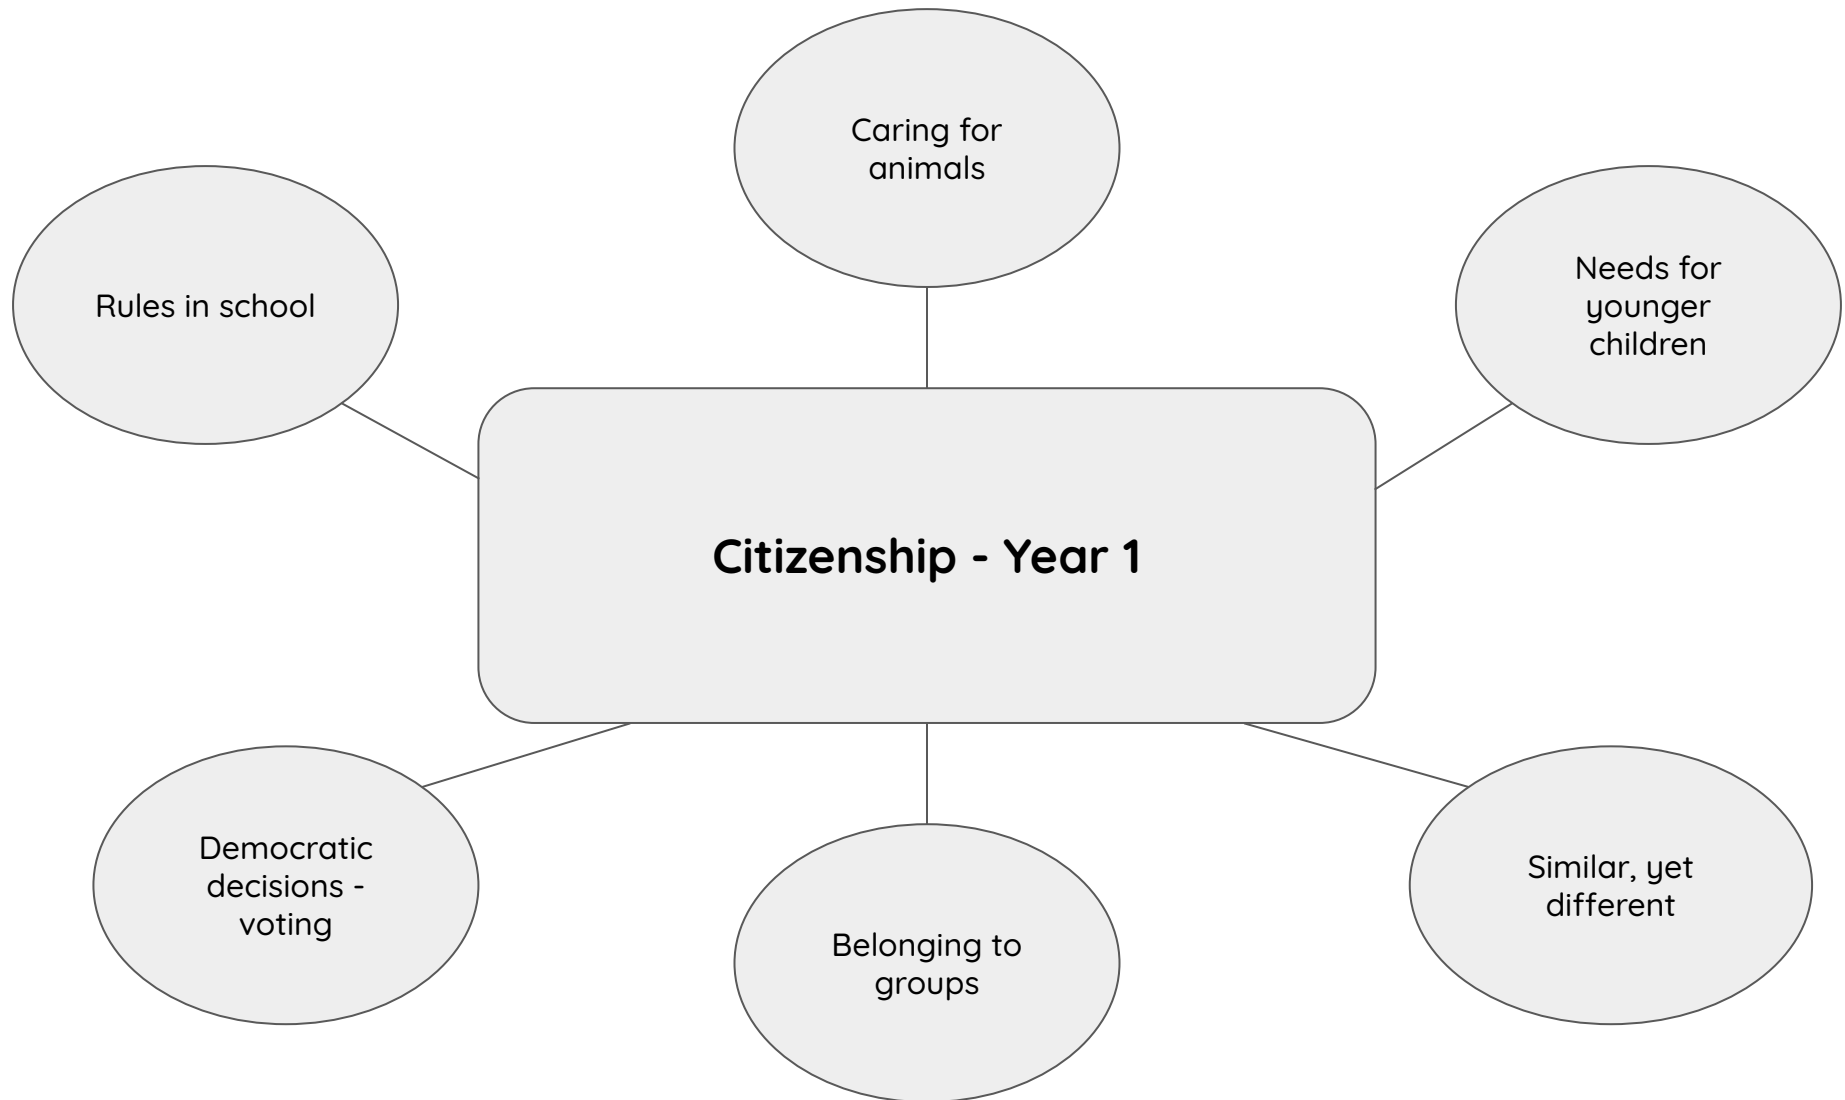 Caring for
animals
Rules in school
Needs for
younger
children
Citizenship - Year 1
Democratic
decisions -
voting
Belonging to
groups
Similar, yet
different